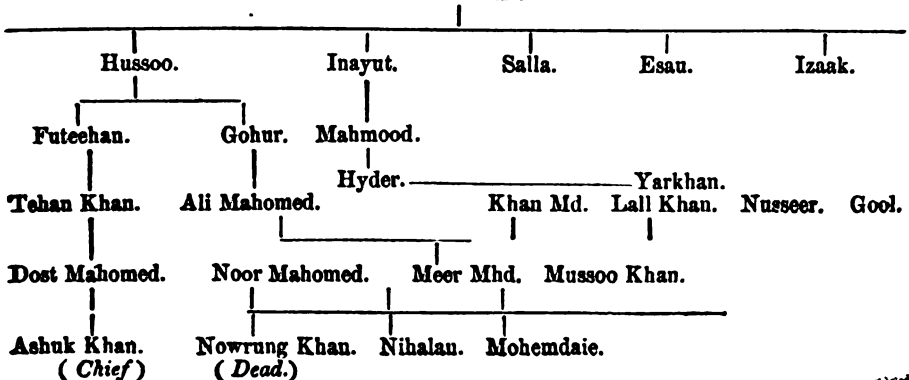 Hussoo. Inayut. Salla. Esau. Izaak.
Futeehan. Gohur. Mahmood.
Hyder. Yarkhan.
Tehan Khan. Ali Mahomed. Khan Md. Lall Khan. Nusseer. Gool.
Dost Mahomed. Noor Mahomed. Meer Mhd. Mussoo Khan.
Ashuk Khan. Nowrung Khan. Nihalan. Mohemdaie.
(Chief) (Dead.)